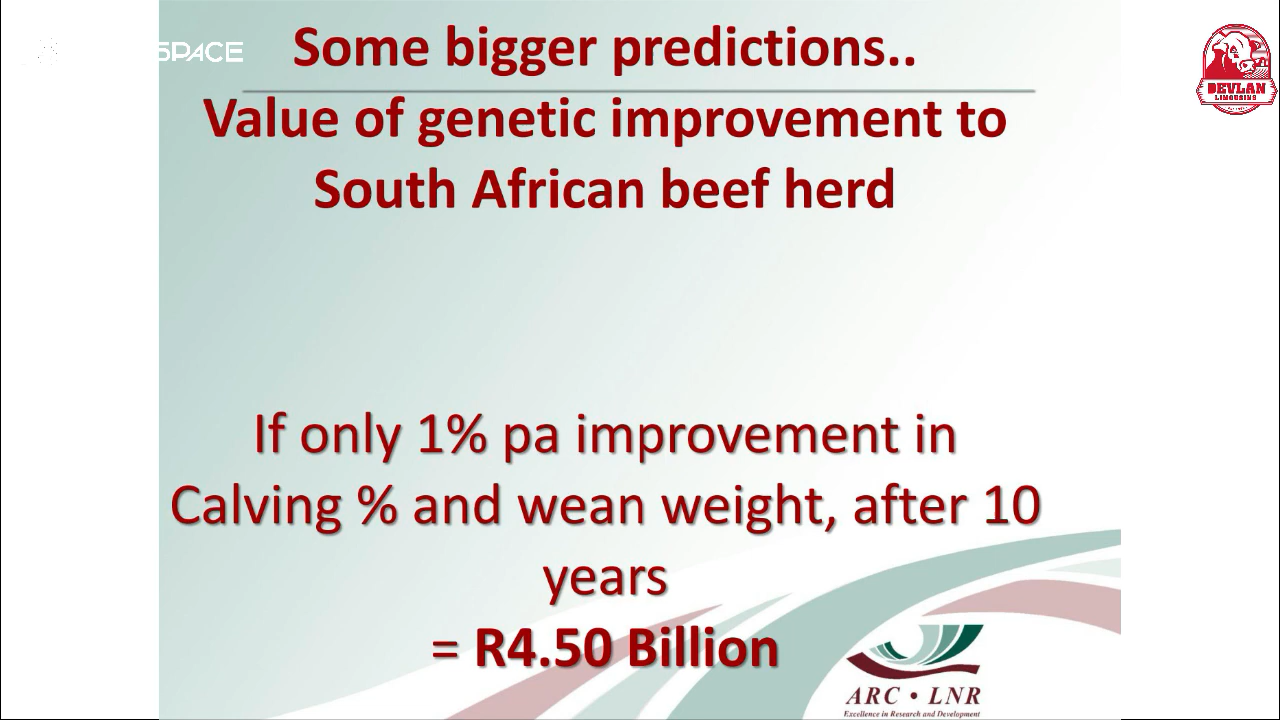 Some bigger predictions..
SPACE
Value of genetic improvement to
South African beef herd
DEVLAN
LIMOUSINS
If only 1% pa improvement in
Calving % and wean weight, after 10
years
= R4.50 Billion
ARC • LNR
Excellence in Research and Development